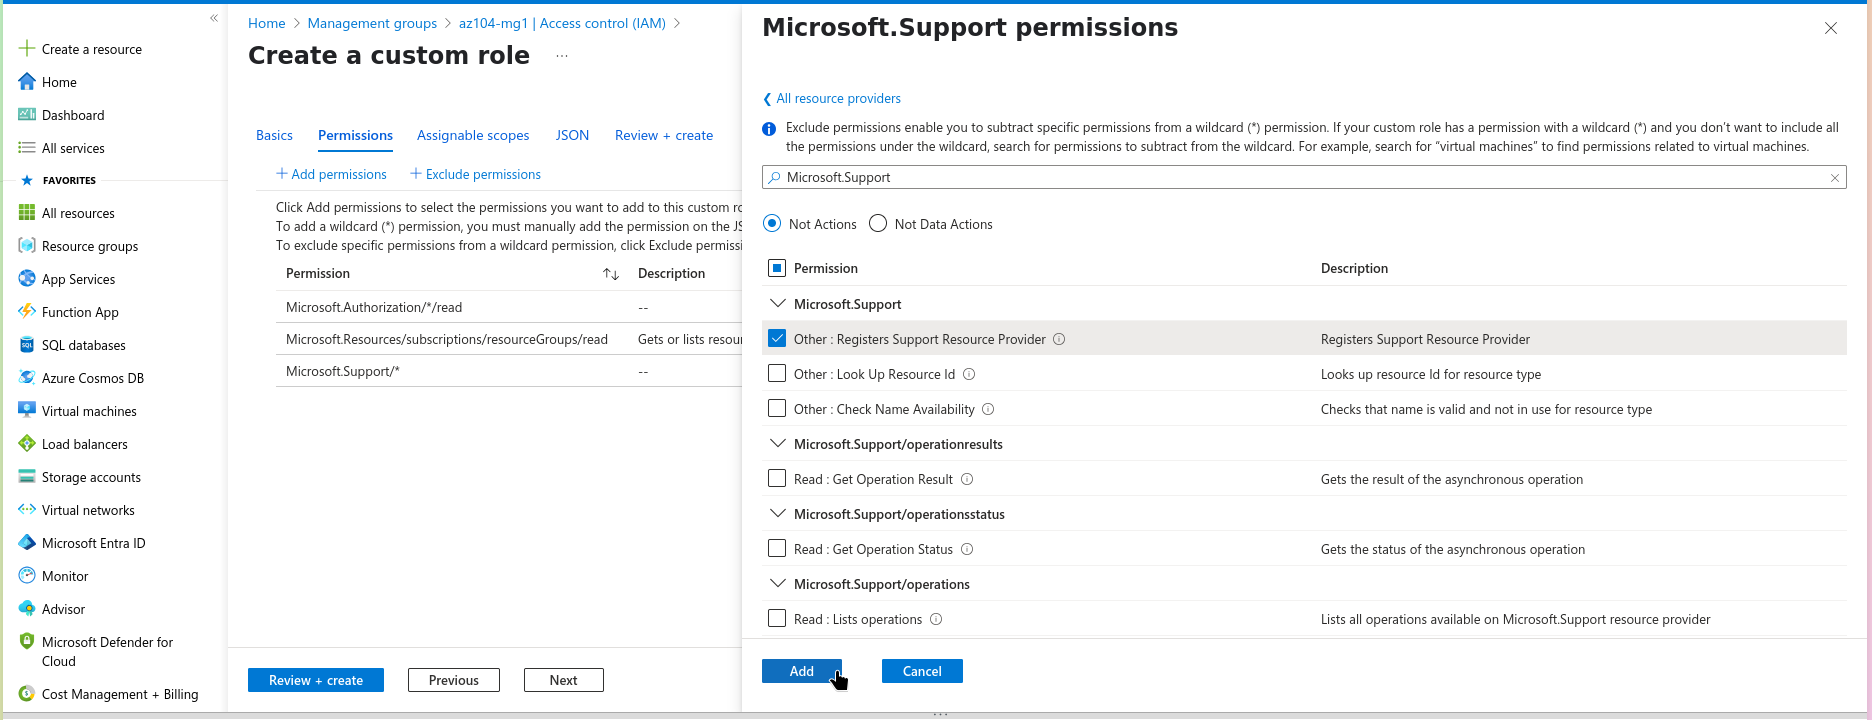 «
Create a resource
Home
Dashboard
All services
FAVORITES
All resources
Resource groups
App Services
Function App
SQL databases
Azure Cosmos DB
Virtual machines
Load balancers
Storage accounts
Virtual networks
Microsoft Entra ID
Monitor
Advisor
Microsoft Defender for
Cloud
Cost Management + Billing
Home > Management groups > az104-mg1 | Access control (IAM) >
Create a custom role ...
Basics Permissions Assignable scopes JSON Review + create
+ Add permissions + Exclude permissions
Click Add permissions to select the permissions you want to add to this custom ro
To add a wildcard (*) permission, you must manually add the permission on the JS
To exclude specific permissions from a wildcard permission, click Exclude permissi
Permission ↑↓ Description
Microsoft.Authorization/*/read --
Microsoft.Resources/subscriptions/resourceGroups/read Gets or lists resou
Microsoft.Support/* --
Review + create Previous Next
Microsoft.Support permissions
All resource providers
Exclude permissions enable you to subtract specific permissions from a wildcard (*) permission. If your custom role has a permission with a wildcard (*) and you don't want to include all
the permissions under the wildcard, search for permissions to subtract from the wildcard. For example, search for “virtual machines” to find permissions related to virtual machines.
Microsoft.Support
Not Actions Not Data Actions
Permission Description
Microsoft.Support
Other : Registers Support Resource Provider Registers Support Resource Provider
Other : Look Up Resource Id Looks up resource Id for resource type
Other : Check Name Availability Checks that name is valid and not in use for resource type
Microsoft.Support/operationresults
Read : Get Operation Result Gets the result of the asynchronous operation
Microsoft.Support/operationsstatus
Read : Get Operation Status Gets the status of the asynchronous operation
Microsoft.Support/operations
Read : Lists operations Lists all operations available on Microsoft.Support resource provider
Add Cancel